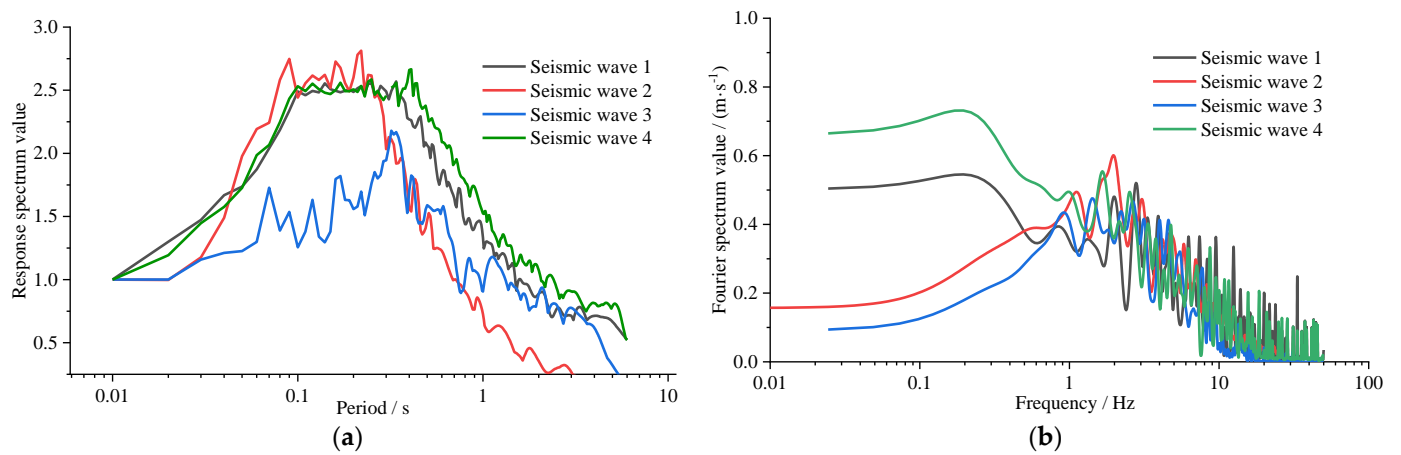 Response spectrum value
3.0
2.5
2.0
1.5
1.0
0.5
Seismic wave 1
Seismic wave 2
Seismic wave 3
Seismic wave 4
0.01
0.1
1
10
Period / s
(a)
Fourier spectrum value / (m·s⁻¹)
1.0
0.8
0.6
0.4
0.2
0.0
Seismic wave 1
Seismic wave 2
Seismic wave 3
Seismic wave 4
0.01
0.1
1
10
100
Frequency / Hz
(b)